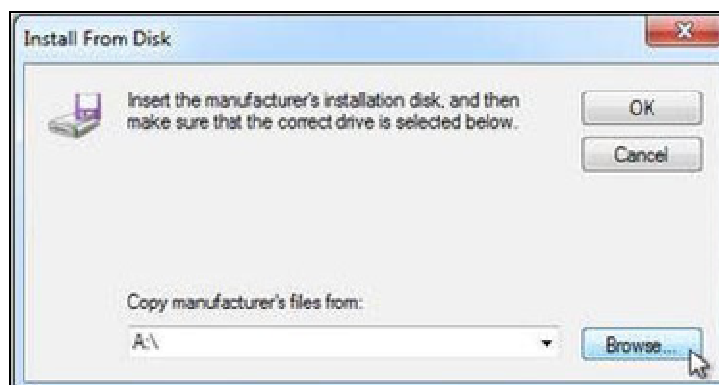 Install From Disk
Insert the manufacturer's installation disk, and then
make sure that the correct drive is selected below.
OK
Cancel
Copy manufacturer's files from:
A:\
Browse...